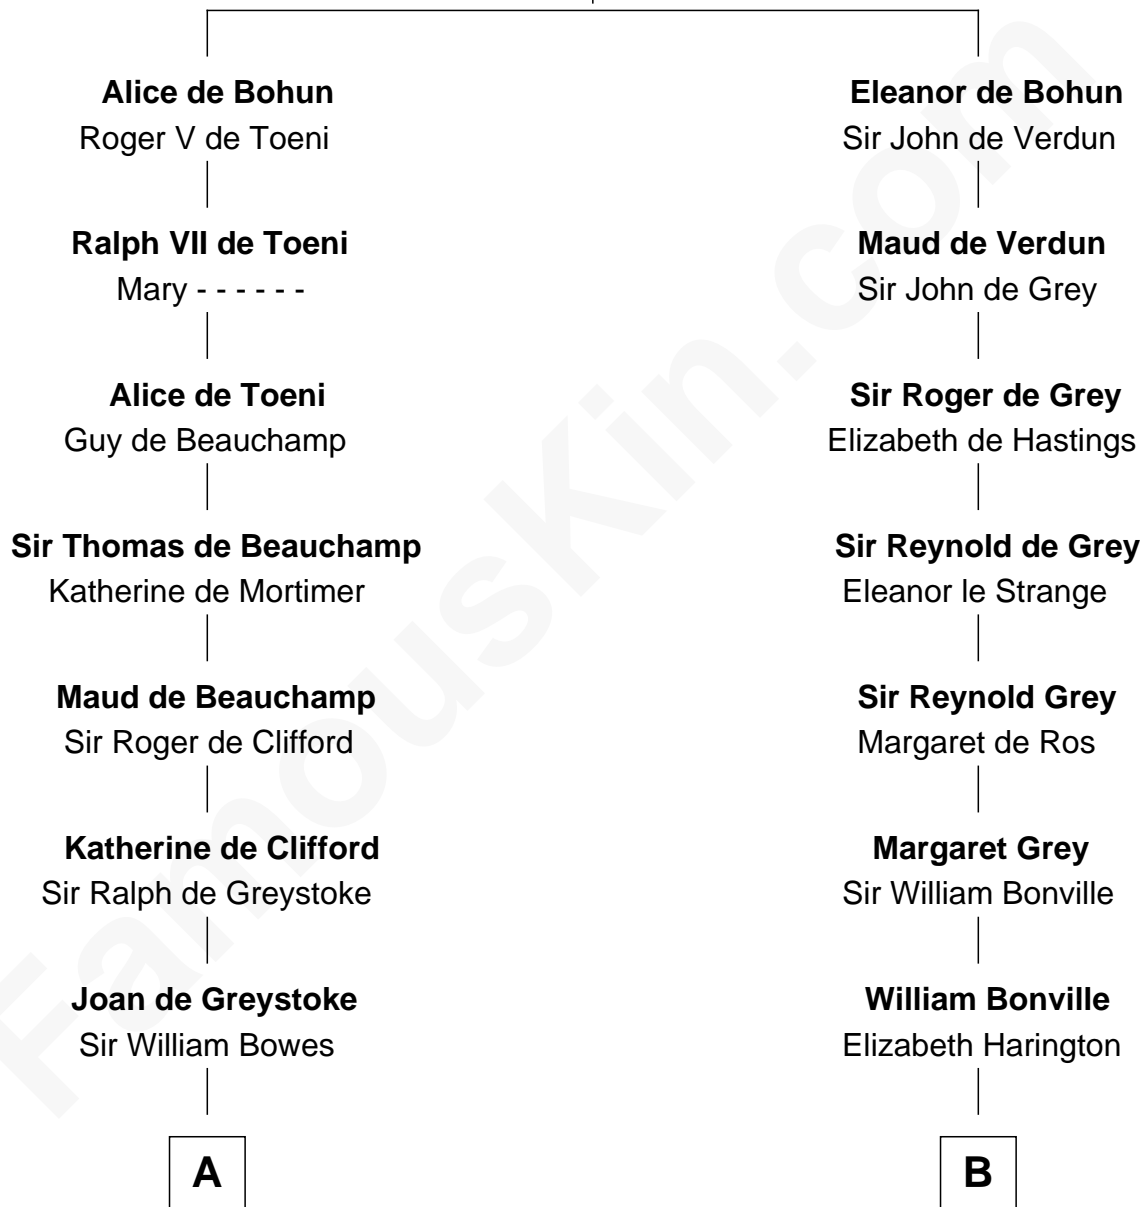 Alice de Bohun
Roger V de Toeni
Ralph VII de Toeni
Mary - - - - - -
Alice de Toeni
Guy de Beauchamp
Sir Thomas de Beauchamp
Katherine de Mortimer
Maud de Beauchamp
Sir Roger de Clifford
Katherine de Clifford
Sir Ralph de Greystoke
Joan de Greystoke
Sir William Bowes
A
Eleanor de Bohun
Sir John de Verdun
Maud de Verdun
Sir John de Grey
Sir Roger de Grey
Elizabeth de Hastings
Sir Reynold de Grey
Eleanor le Strange
Sir Reynold Grey
Margaret de Ros
Margaret Grey
Sir William Bonville
William Bonville
Elizabeth Harington
B
FamousKin.com